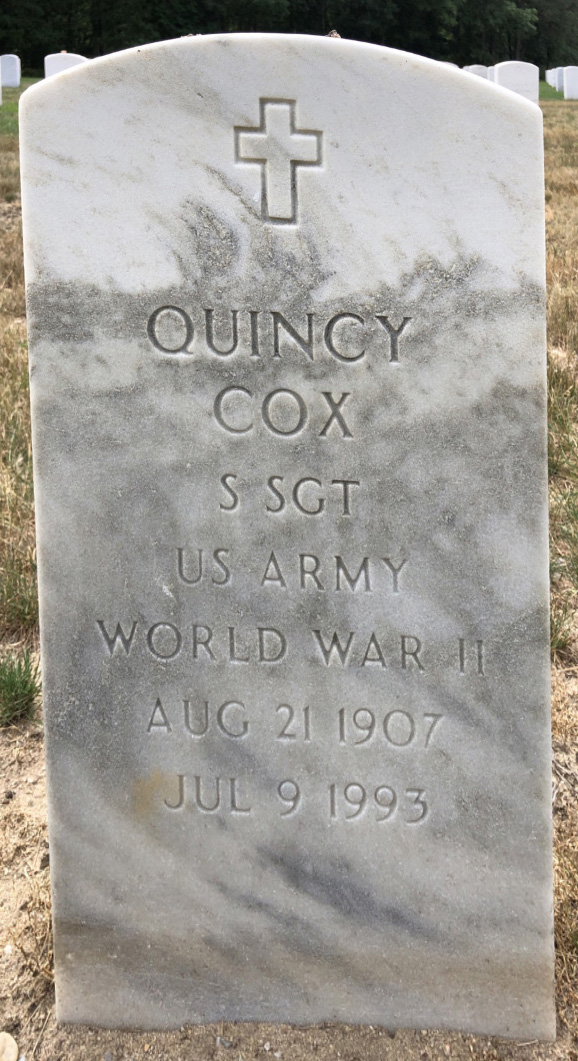 QUINCY
COX
S SGT
US ARMY
WORLD WAR II
AUG 21 1907
JUL 9 1993